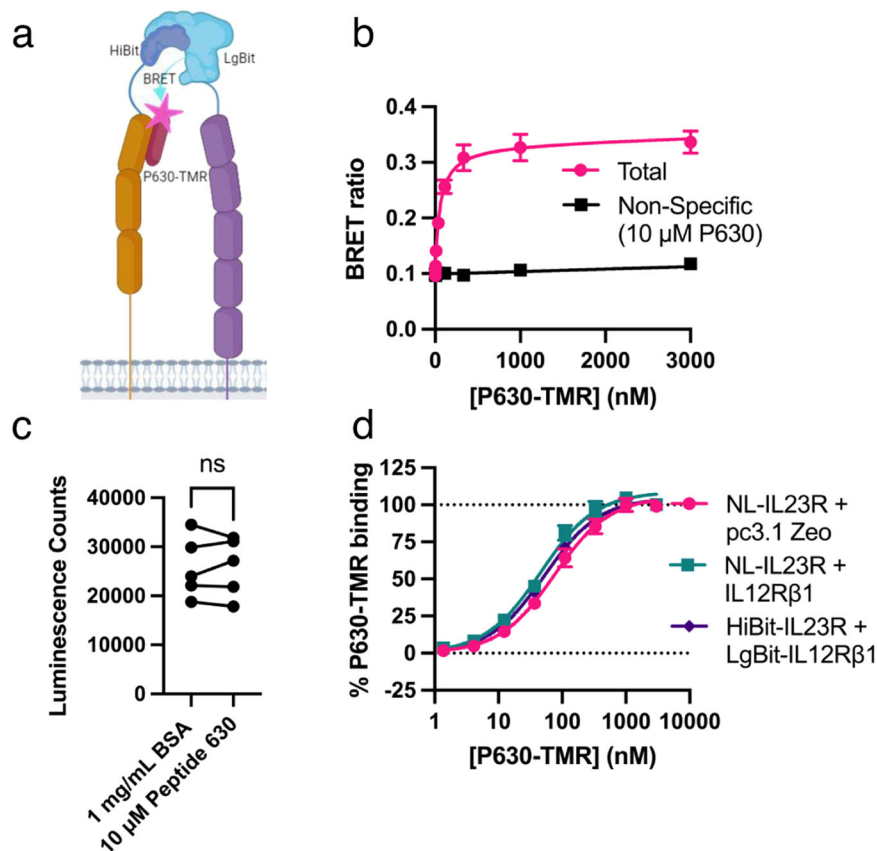 a
HiBit
LgBit
BRET
P630-TMR
b
BRET ratio
0.4
0.3
0.2
0.1
0.0
0
1000
2000
3000
[P630-TMR] (nM)
Total
Non-Specific
(10 µM P630)
c
ns
Luminescence Counts
40000
30000
20000
10000
0
1 mg/mL BSA
10 µM Peptide 630
d
% P630-TMR binding
125
100
75
50
25
0
-25
1
10
100
1000
10000
[P630-TMR] (nM)
NL-IL23R +
pc3.1 Zeo
NL-IL23R +
IL12Rβ1
HiBit-IL23R +
LgBit-IL12Rβ1